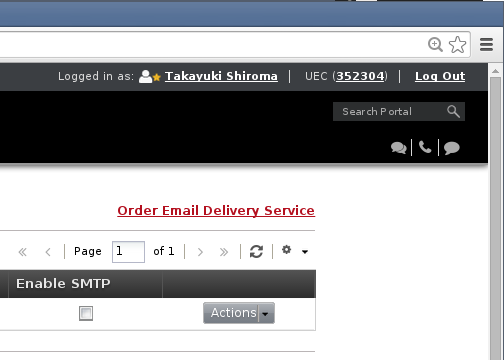 Logged in as: Takayuki Shiroma | UEC (352304) | Log Out
Search Portal
Order Email Delivery Service
« ‹ Page 1 of 1 › »
Enable SMTP
Actions